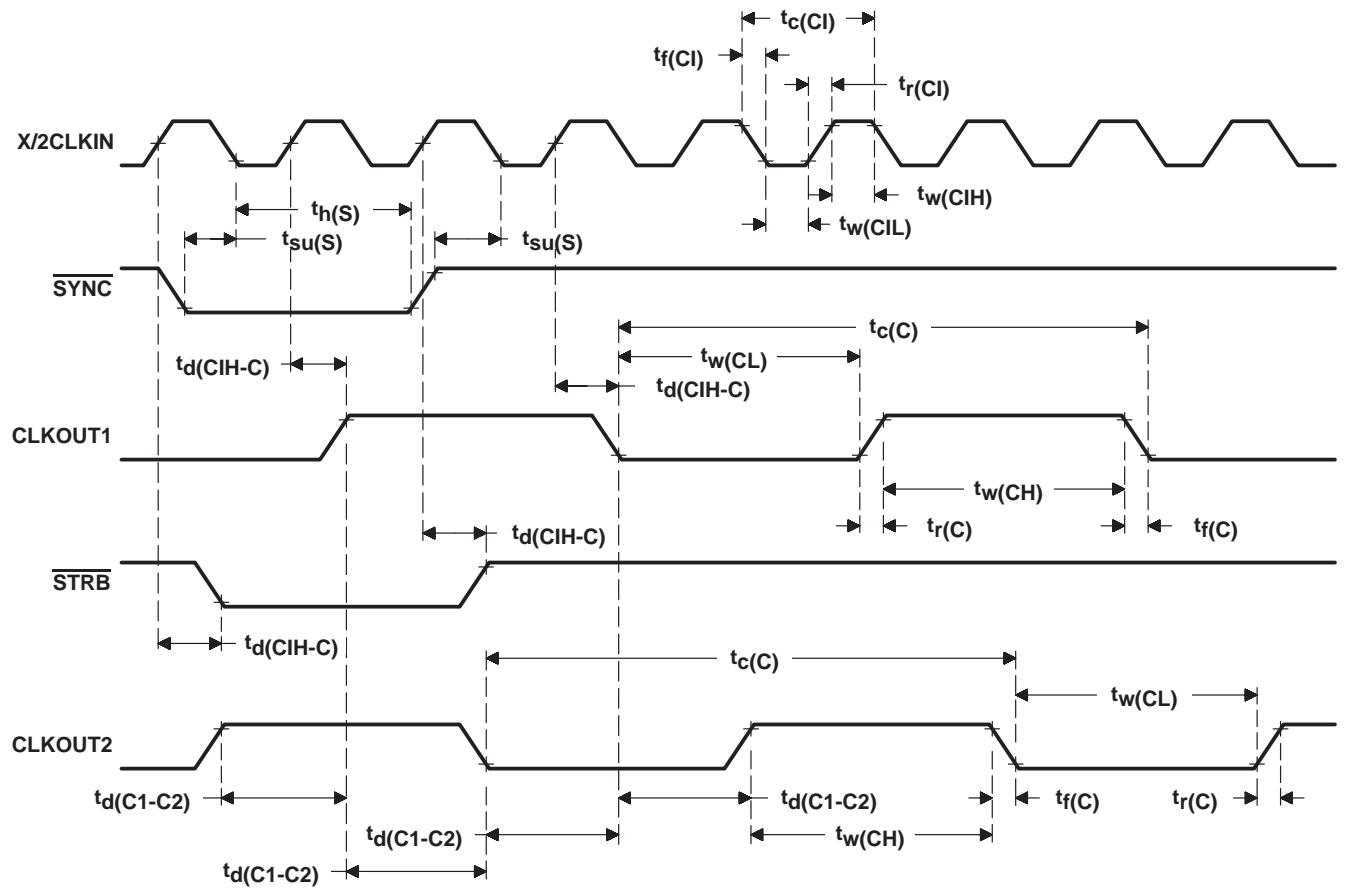 tc(CI)
tf(CI)
tr(CI)
X/2CLKIN
tw(CIH)
th(S)
tw(CIL)
tsu(S)
tsu(S)
SYNC
tc(C)
tw(CL)
td(CIH-C)
td(CIH-C)
CLKOUT1
tw(CH)
tr(C)
tf(C)
td(CIH-C)
STRB
td(CIH-C)
tc(C)
tw(CL)
CLKOUT2
td(C1-C2)
td(C1-C2)
tf(C)
tr(C)
td(C1-C2)
tw(CH)
td(C1-C2)